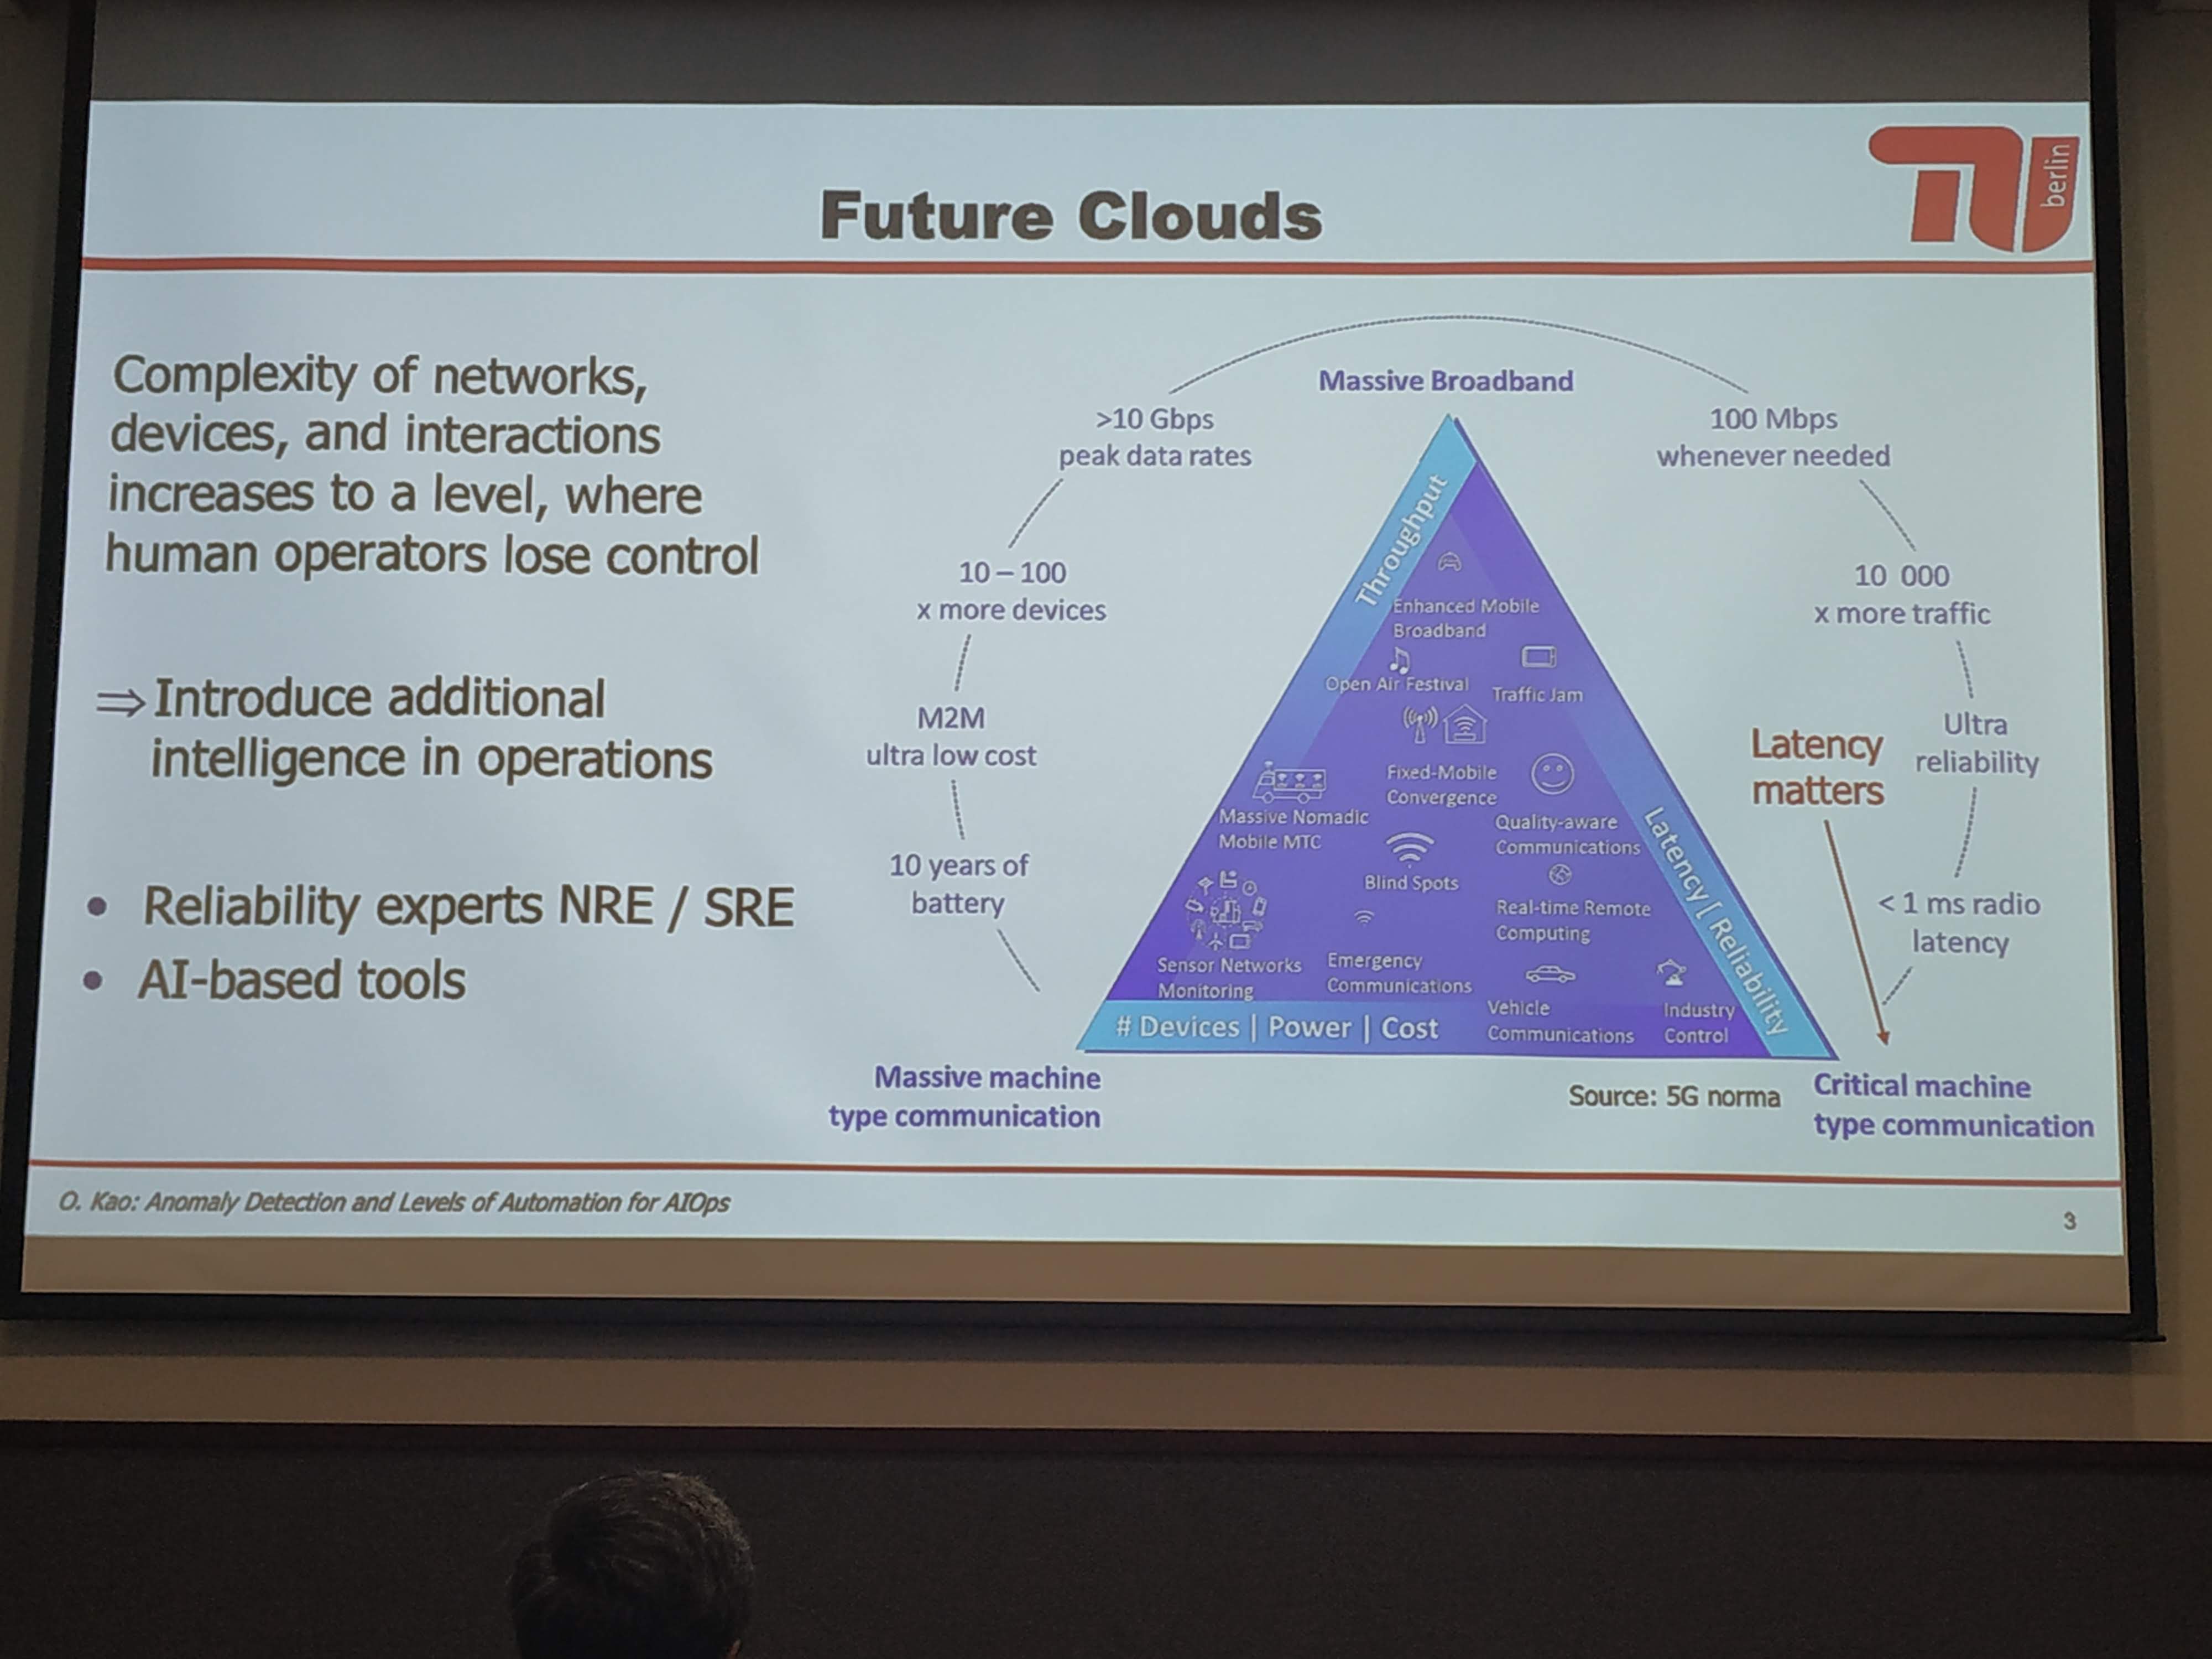 Future Clouds
berlin
Complexity of networks,
devices, and interactions
increases to a level, where
human operators lose control
⇒ Introduce additional
intelligence in operations
• Reliability experts NRE / SRE
• AI-based tools
Massive Broadband
>10 Gbps
peak data rates
100 Mbps
whenever needed
10 – 100
x more devices
10 000
x more traffic
M2M
ultra low cost
Ultra
reliability
10 years of
battery
< 1 ms radio
latency
Latency
matters
Throughput
Enhanced Mobile
Broadband
Open Air Festival
Traffic Jam
Fixed-Mobile
Convergence
Massive Nomadic
Mobile MTC
Quality-aware
Communications
Blind Spots
Real-time Remote
Computing
Sensor Networks
Monitoring
Emergency
Communications
Vehicle
Communications
Industry
Control
Latency | Reliability
# Devices | Power | Cost
Massive machine
type communication
Source: 5G norma
Critical machine
type communication
O. Kao: Anomaly Detection and Levels of Automation for AIOps
3